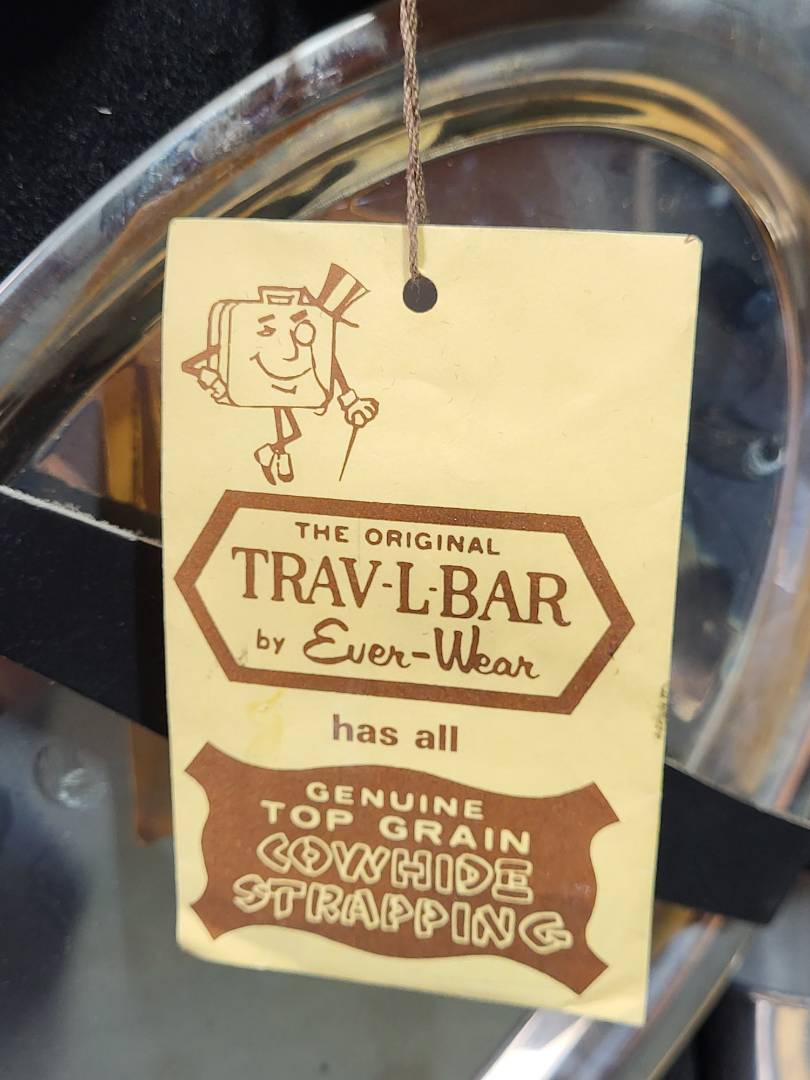 THE ORIGINAL
TRAV-L-BAR
by Ever-Wear
has all
GENUINE
TOP GRAIN
COWHIDE
STRAPPING